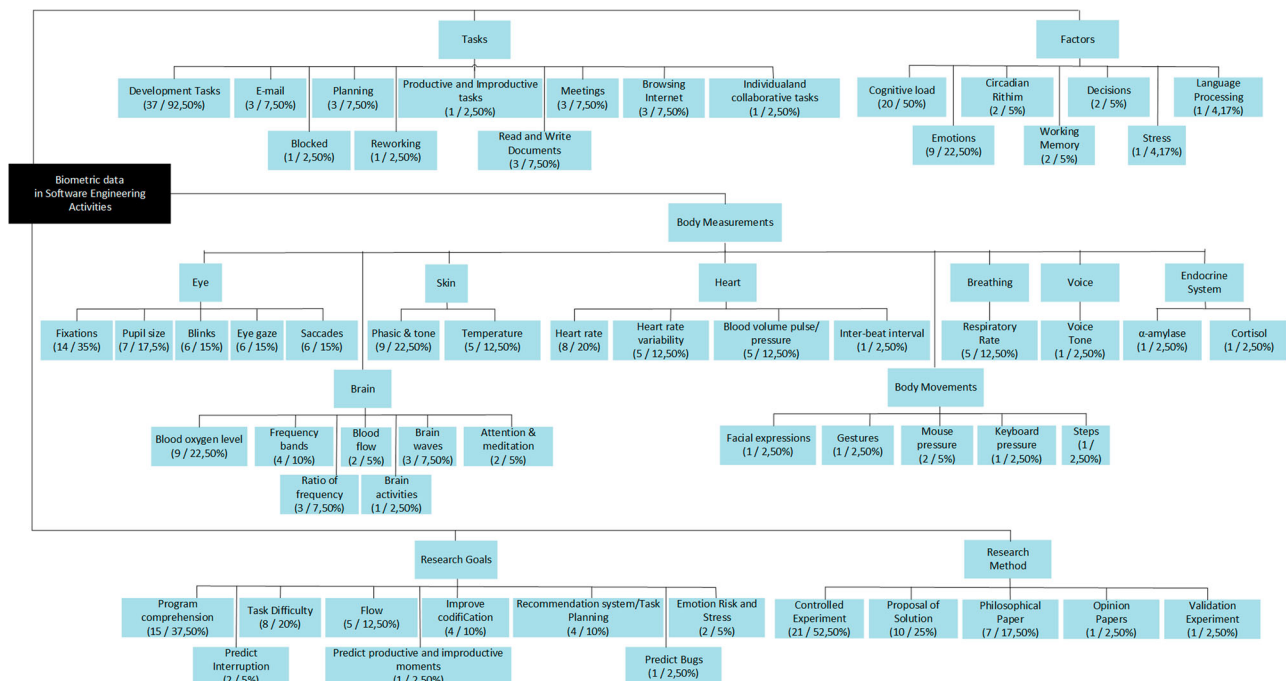 Tasks
Factors
Development Tasks
(37 / 92,50%)
E-mail
(3 / 7,50%)
Planning
(3 / 7,50%)
Productive and Improductive
tasks
(1 / 2,50%)
Meetings
(3 / 7,50%)
Browsing
Internet
(3 / 7,50%)
Individualand
collaborative tasks
(1 / 2,50%)
Cognitive load
(20 / 50%)
Circadian
Rithim
(2 / 5%)
Decisions
(2 / 5%)
Language
Processing
(1 / 4,17%)
Blocked
(1 / 2,50%)
Reworking
(1 / 2,50%)
Read and Write
Documents
(3 / 7,50%)
Emotions
(9 / 22,50%)
Working
Memory
(2 / 5%)
Stress
(1 / 4,17%)
Biometric data
in Software Engineering
Activities
Body Measurements
Eye
Skin
Heart
Breathing
Voice
Endocrine
System
Fixations
(14 / 35%)
Pupil size
(7 / 17,5%)
Blinks
(6 / 15%)
Eye gaze
(6 / 15%)
Saccades
(6 / 15%)
Phasic & tone
(9 / 22,50%)
Temperature
(5 / 12,50%)
Heart rate
(8 / 20%)
Heart rate
variability
(5 / 12,50%)
Blood volume pulse/
pressure
(5 / 12,50%)
Inter-beat interval
(1 / 2,50%)
Respiratory
Rate
(5 / 12,50%)
Voice
Tone
(1 / 2,50%)
α-amylase
(1 / 2,50%)
Cortisol
(1 / 2,50%)
Brain
Body Movements
Blood oxygen level
(9 / 22,50%)
Frequency
bands
(4 / 10%)
Blood
flow
(2 / 5%)
Brain
waves
(3 / 7,50%)
Attention &
meditation
(2 / 5%)
Facial expressions
(1 / 2,50%)
Gestures
(1 / 2,50%)
Mouse
pressure
(2 / 5%)
Keyboard
pressure
(1 / 2,50%)
Steps
(1 /
2,50%)
Ratio of
frequency
(3 / 7,50%)
Brain
activities
(1 / 2,50%)
Research Goals
Research
Method
Program
comprehension
(15 / 37,50%)
Task Difficulty
(8 / 20%)
Flow
(5 / 12,50%)
Improve
codifiCation
(4 / 10%)
Recommendation system/Task
Planning
(4 / 10%)
Emotion Risk and
Stress
(2 / 5%)
Controlled
Experiment
(21 / 52,50%)
Proposal of
Solution
(10 / 25%)
Philosophical
Paper
(7 / 17,50%)
Opinion
Papers
(1 / 2,50%)
Validation
Experiment
(1 / 2,50%)
Predict
Interruption
(2 / 5%)
Predict productive and improductive
moments
(1 / 2,50%)
Predict Bugs
(1 / 2,50%)